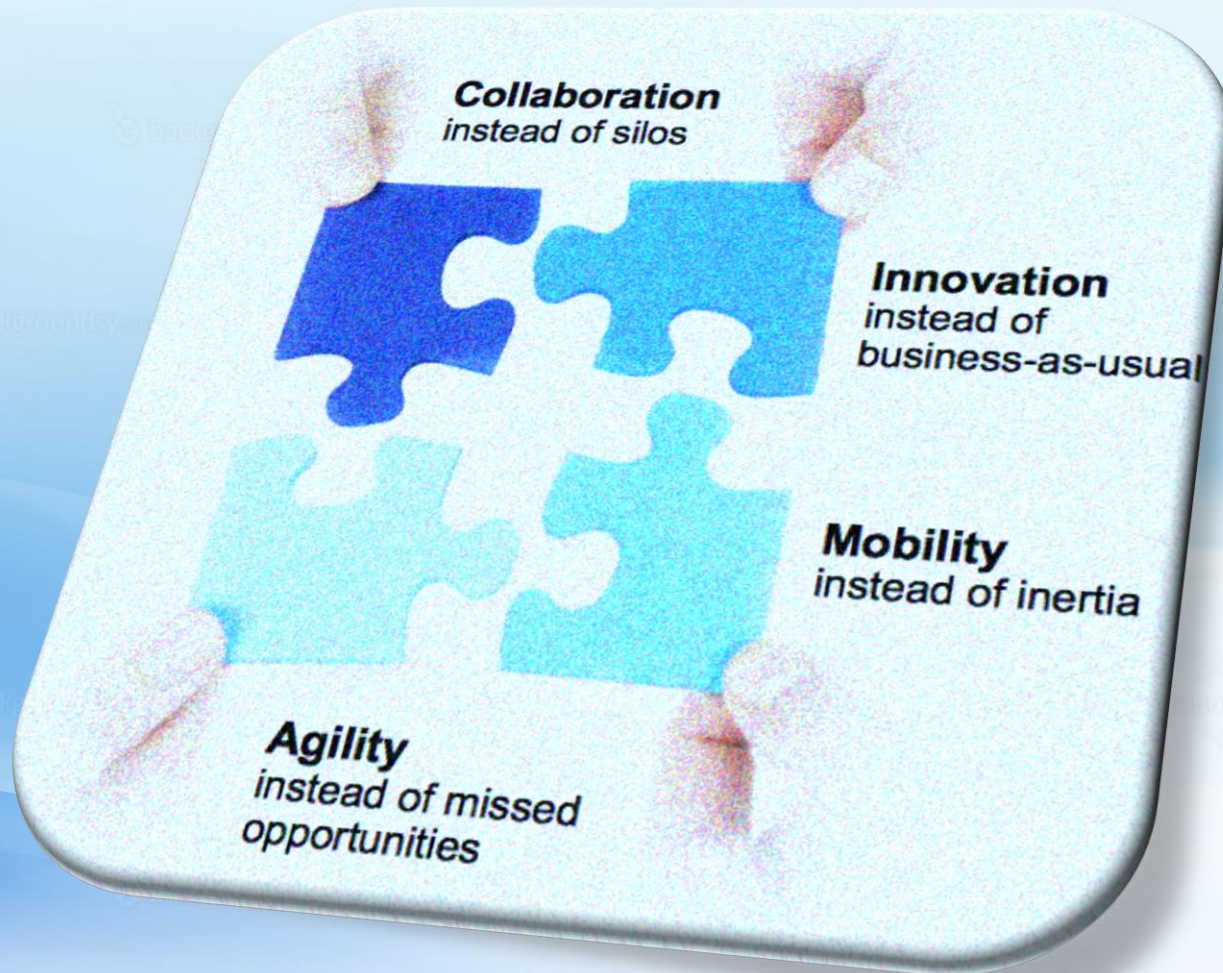 Collaboration
instead of silos
Innovation
instead of
business-as-usual
Mobility
instead of inertia
Agility
instead of missed
opportunities